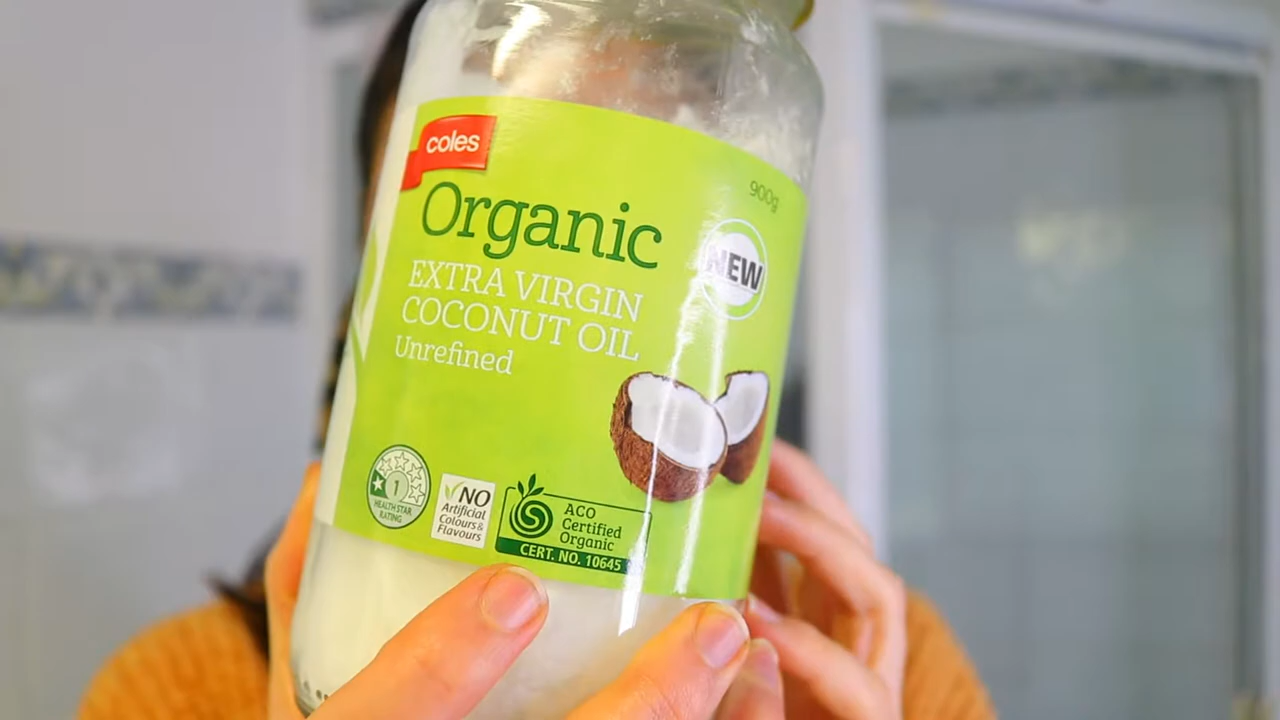 coles
900g
Organic
NEW
EXTRA VIRGIN
COCONUT OIL
Unrefined
1
HEALTH STAR
RATING
NO
Artificial
Colours &
Flavours
ACO
Certified
Organic
CERT. NO. 10645